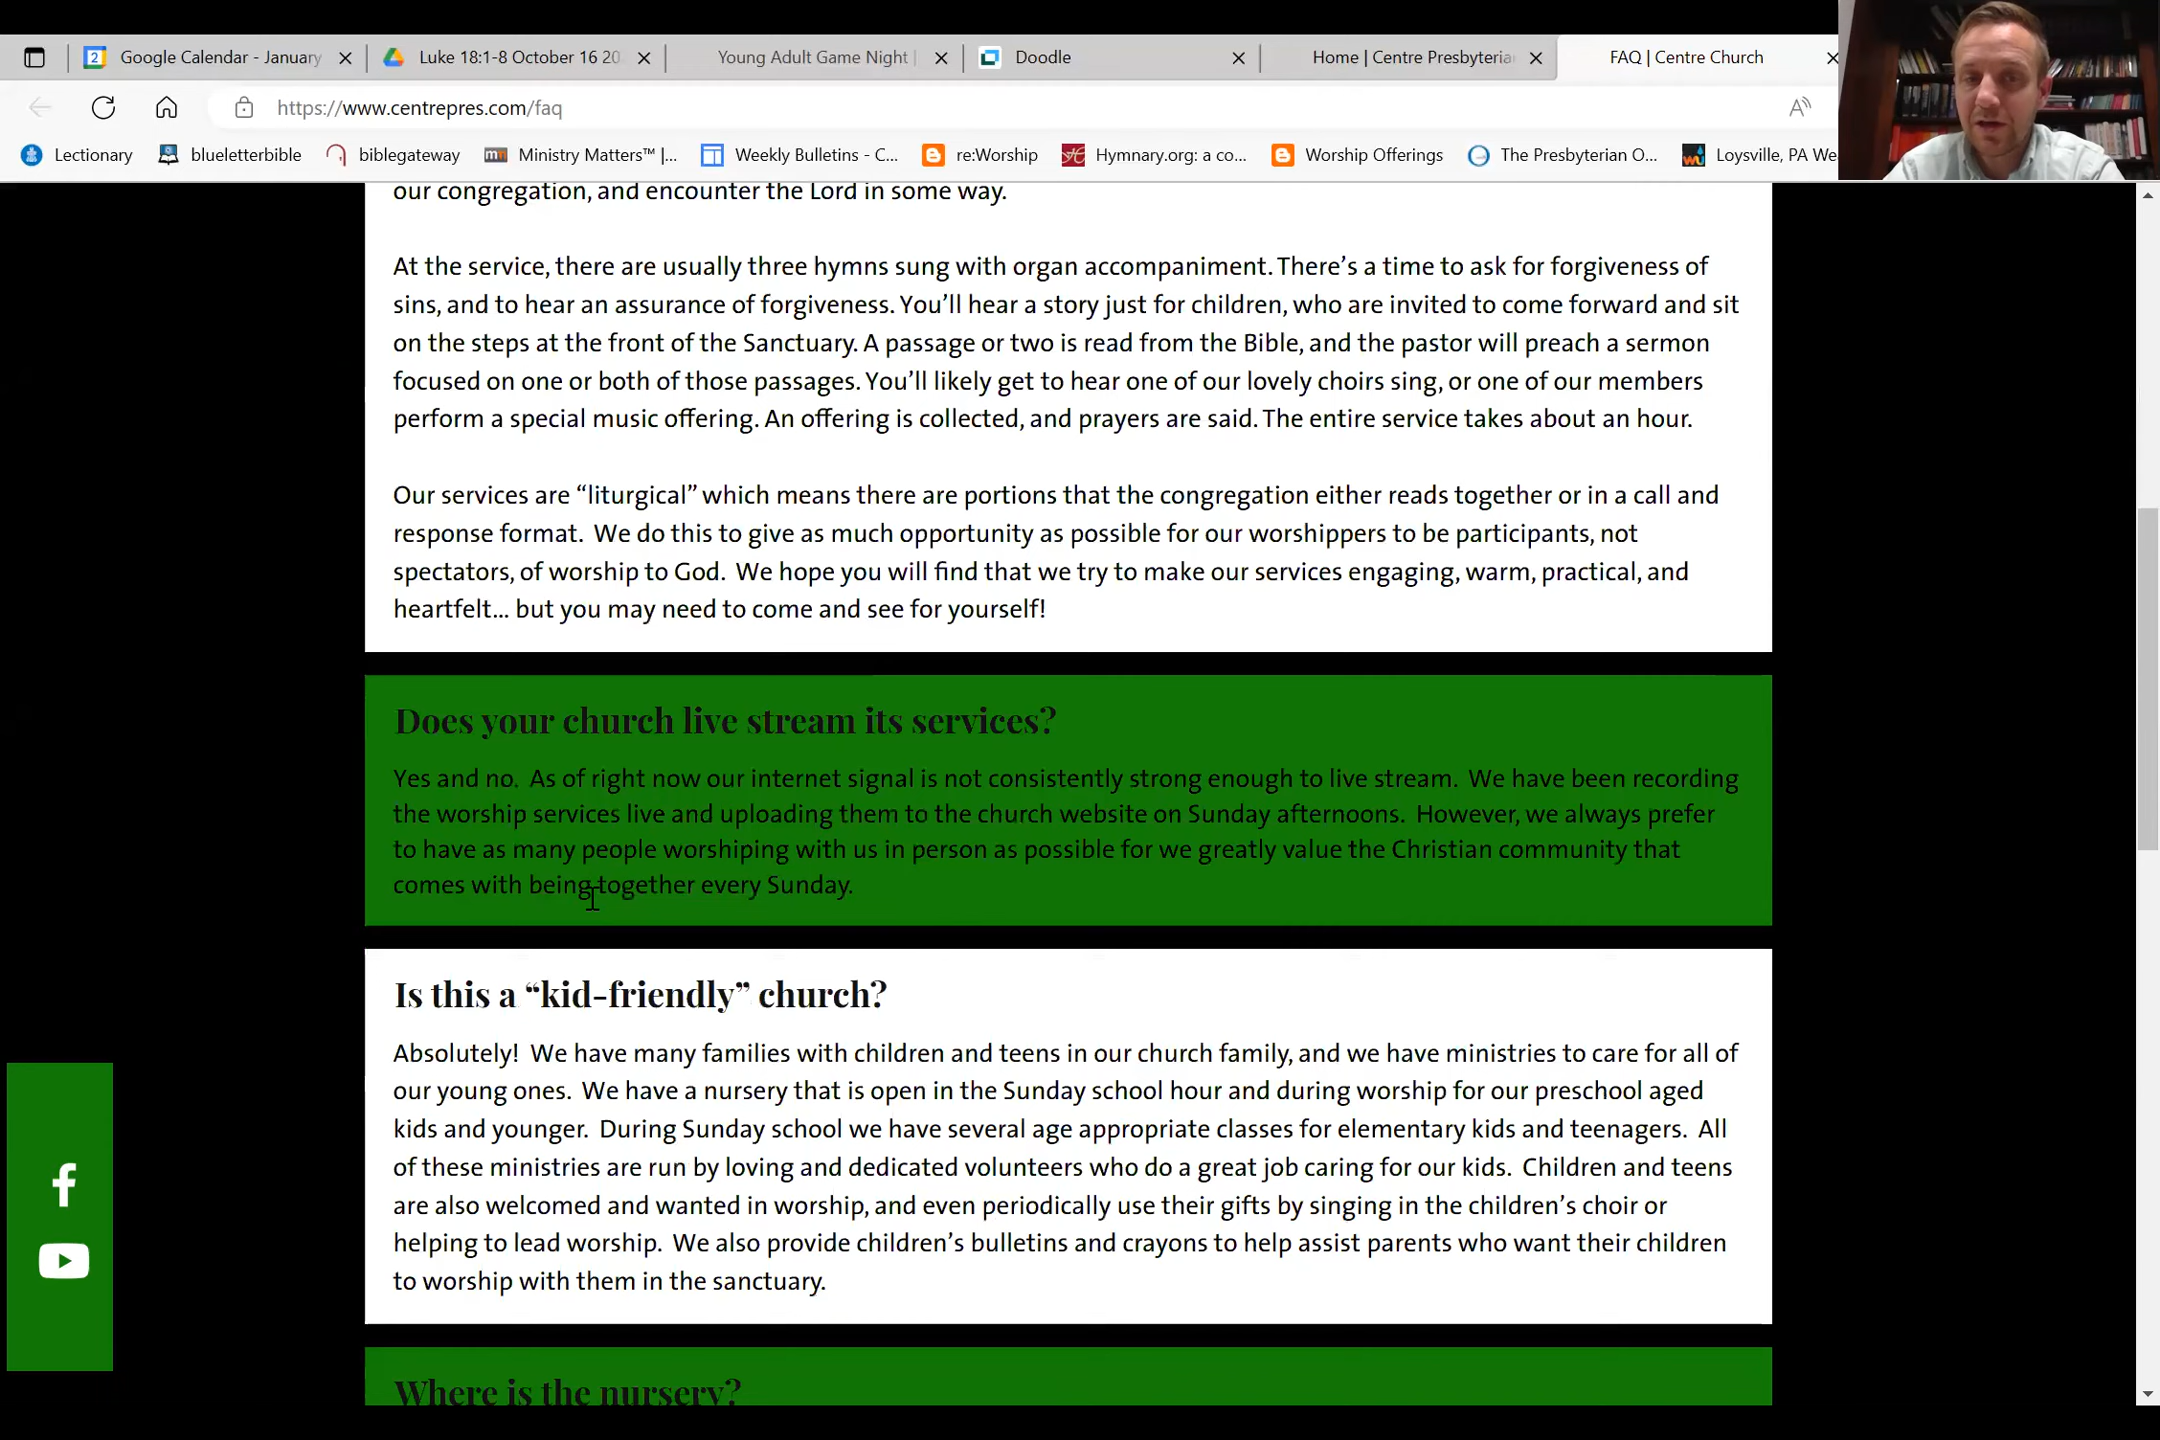 Google Calendar - January
Luke 18:1-8 October 16 20
Young Adult Game Night |
Doodle
Home | Centre Presbyteria
FAQ | Centre Church
https://www.centrepres.com/faq
Lectionary
blueletterbible
biblegateway
Ministry Matters™ |...
Weekly Bulletins - C...
re:Worship
Hymnary.org: a co...
Worship Offerings
The Presbyterian O...
Loysville, PA We
our congregation, and encounter the Lord in some way.
At the service, there are usually three hymns sung with organ accompaniment. There’s a time to ask for forgiveness of
sins, and to hear an assurance of forgiveness. You’ll hear a story just for children, who are invited to come forward and sit
on the steps at the front of the Sanctuary. A passage or two is read from the Bible, and the pastor will preach a sermon
focused on one or both of those passages. You’ll likely get to hear one of our lovely choirs sing, or one of our members
perform a special music offering. An offering is collected, and prayers are said. The entire service takes about an hour.
Our services are “liturgical” which means there are portions that the congregation either reads together or in a call and
response format. We do this to give as much opportunity as possible for our worshippers to be participants, not
spectators, of worship to God. We hope you will find that we try to make our services engaging, warm, practical, and
heartfelt... but you may need to come and see for yourself!
Does your church live stream its services?
Yes and no. As of right now our internet signal is not consistently strong enough to live stream. We have been recording
the worship services live and uploading them to the church website on Sunday afternoons. However, we always prefer
to have as many people worshiping with us in person as possible for we greatly value the Christian community that
comes with being together every Sunday.
Is this a “kid-friendly” church?
Absolutely! We have many families with children and teens in our church family, and we have ministries to care for all of
our young ones. We have a nursery that is open in the Sunday school hour and during worship for our preschool aged
kids and younger. During Sunday school we have several age appropriate classes for elementary kids and teenagers. All
of these ministries are run by loving and dedicated volunteers who do a great job caring for our kids. Children and teens
are also welcomed and wanted in worship, and even periodically use their gifts by singing in the children’s choir or
helping to lead worship. We also provide children’s bulletins and crayons to help assist parents who want their children
to worship with them in the sanctuary.
Where is the nursery?